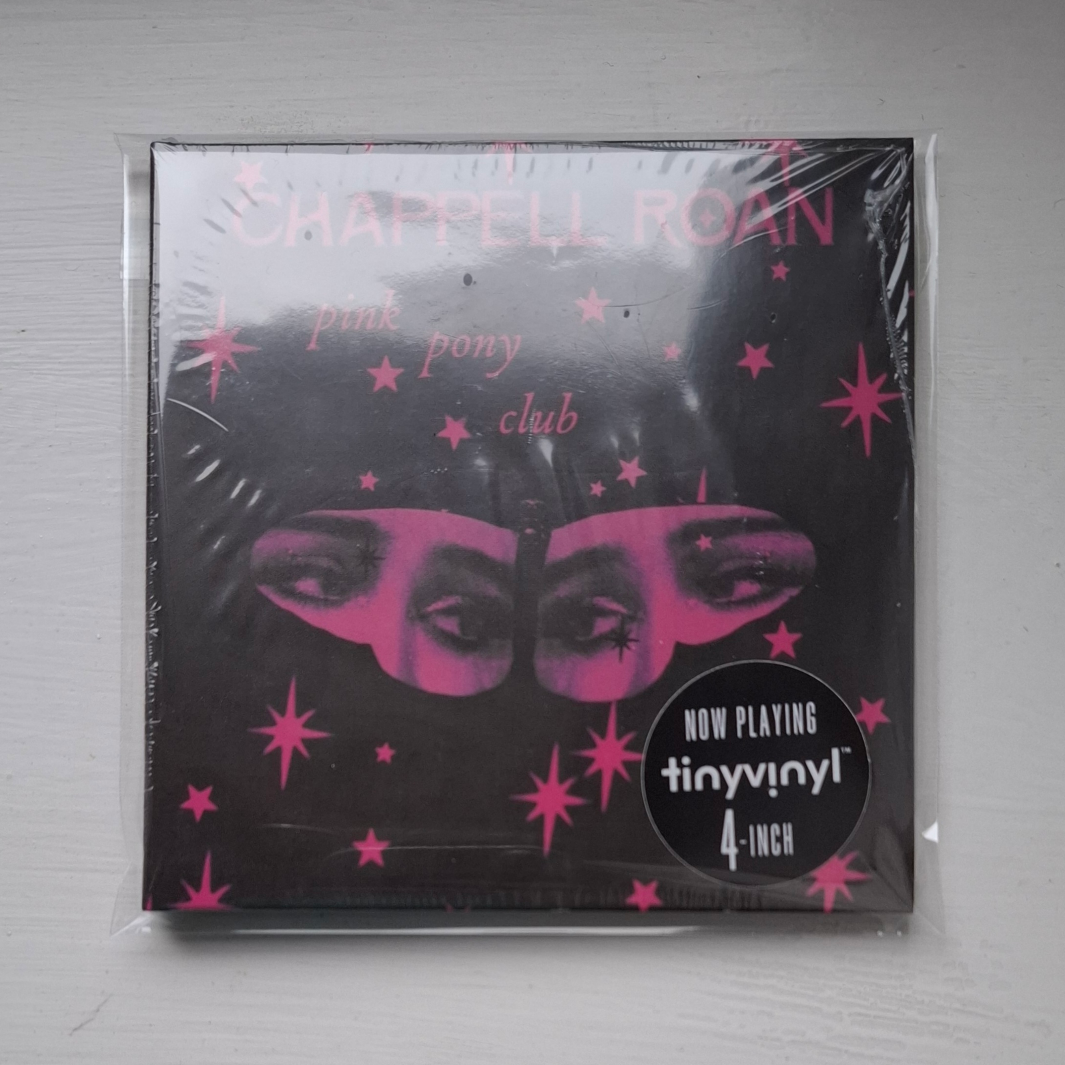 CHAPPELL ROAN
pink
pony
club
NOW PLAYING
tinyvinyl™
4-INCH